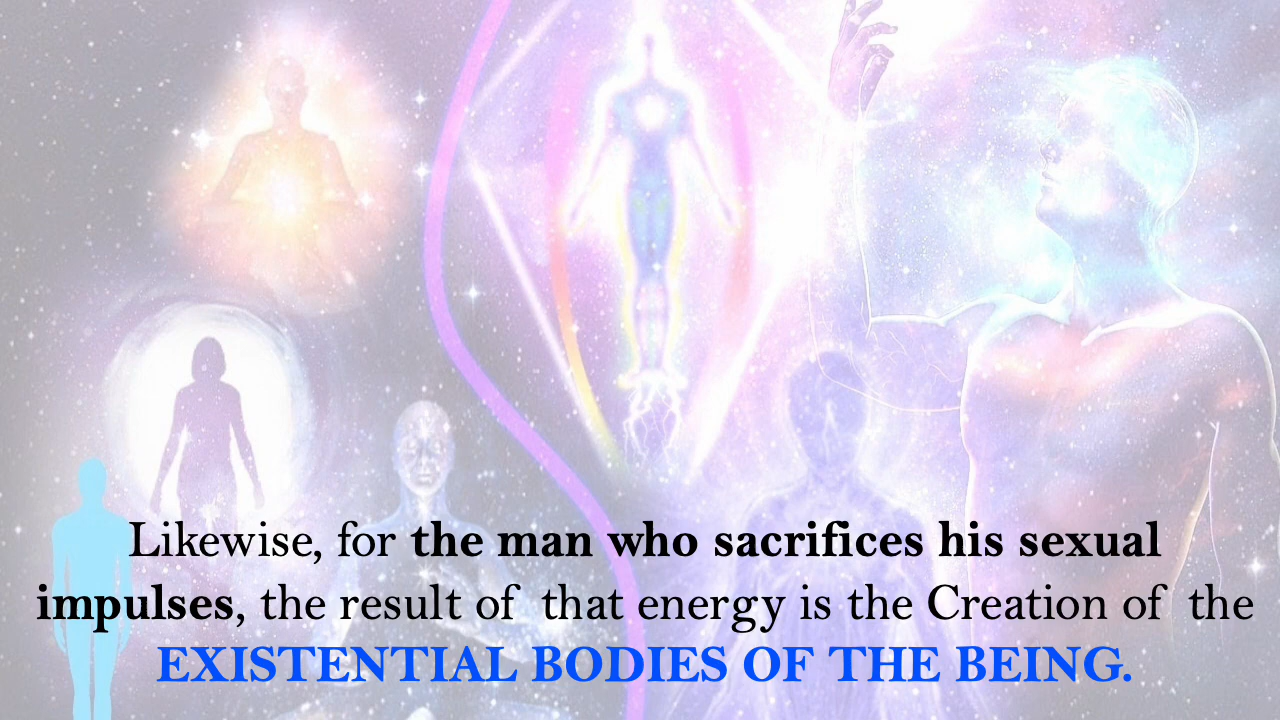 Likewise, for the man who sacrifices his sexual
impulses, the result of that energy is the Creation of the
EXISTENTIAL BODIES OF THE BEING.